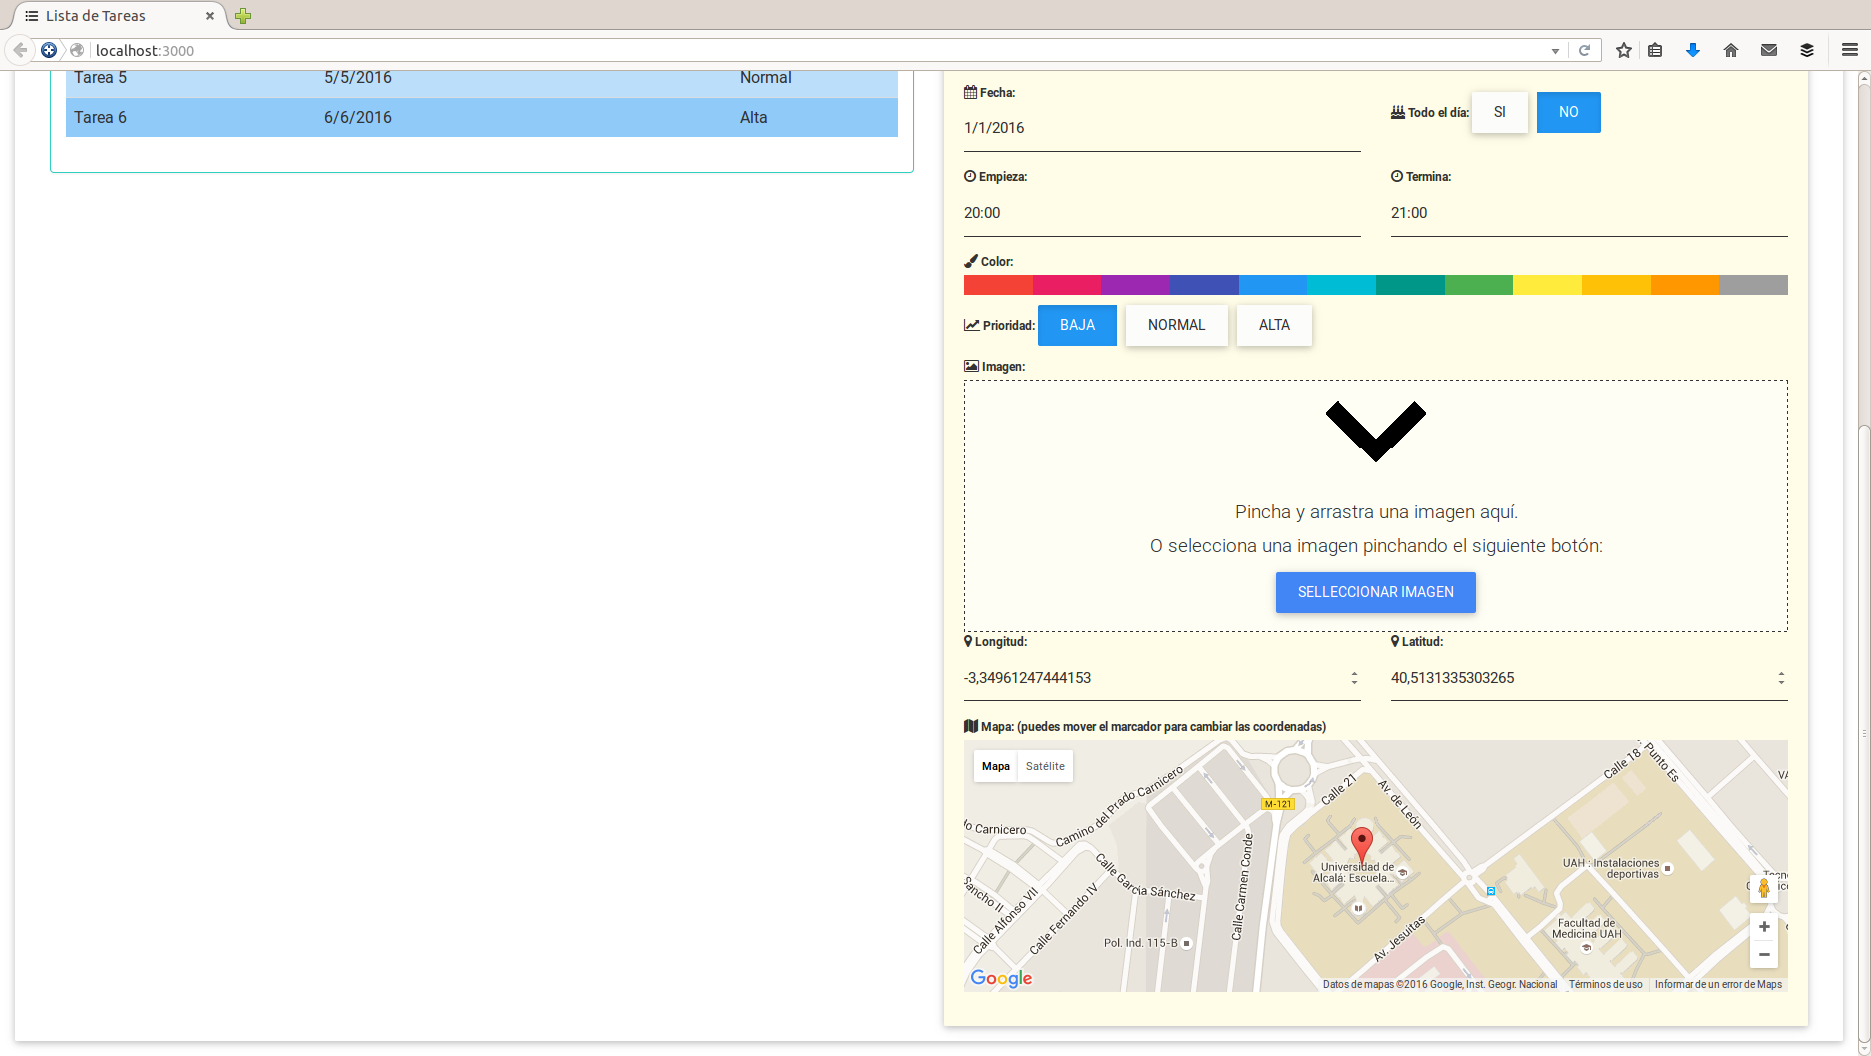 Lista de Tareas
localhost:3000
Tarea 5 5/5/2016 Normal
Tarea 6 6/6/2016 Alta
Fecha:
1/1/2016
Todo el día: SI NO
Empieza:
20:00
Termina:
21:00
Color:
Prioridad: BAJA NORMAL ALTA
Imagen:
Pincha y arrastra una imagen aquí.
O selecciona una imagen pinchando el siguiente botón:
SELLECCIONAR IMAGEN
Longitud:
-3,34961247444153
Latitud:
40,5131335303265
Mapa: (puedes mover el marcador para cambiar las coordenadas)
Mapa Satélite
Camino del Prado Carnicero
lo Carnicero
Sancho II
Calle Alfonso VII
Calle Fernando IV
Calle García Sánchez
Pol. Ind. 115-B
Calle Carmen Conde
M-121
Calle 21
Av. de León
Universidad de
Alcalá: Escuela...
Av. Jesuitas
Calle 18
Punto Es
UAH : Instalaciones
deportivas
Facultad de
Medicina UAH
Google
Datos de mapas ©2016 Google, Inst. Geogr. Nacional
Términos de uso
Informar de un error de Maps